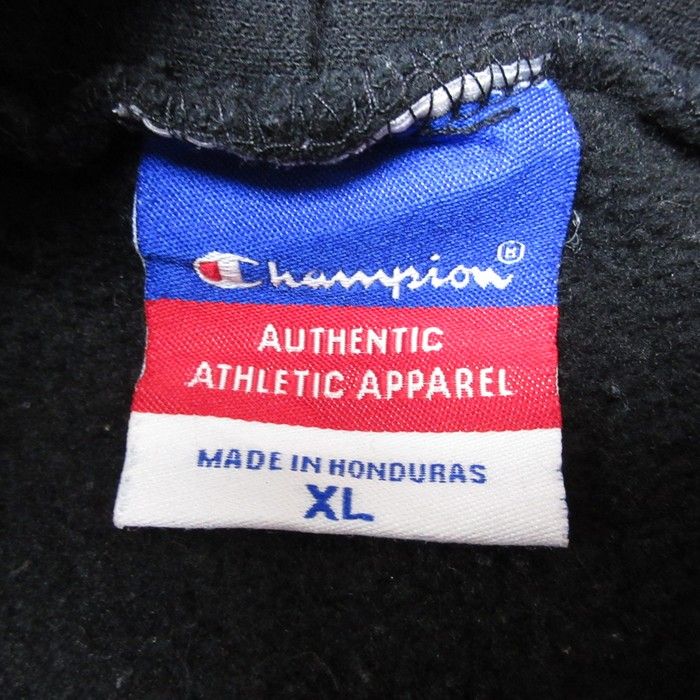 Champion®
AUTHENTIC
ATHLETIC APPAREL
MADE IN HONDURAS
XL